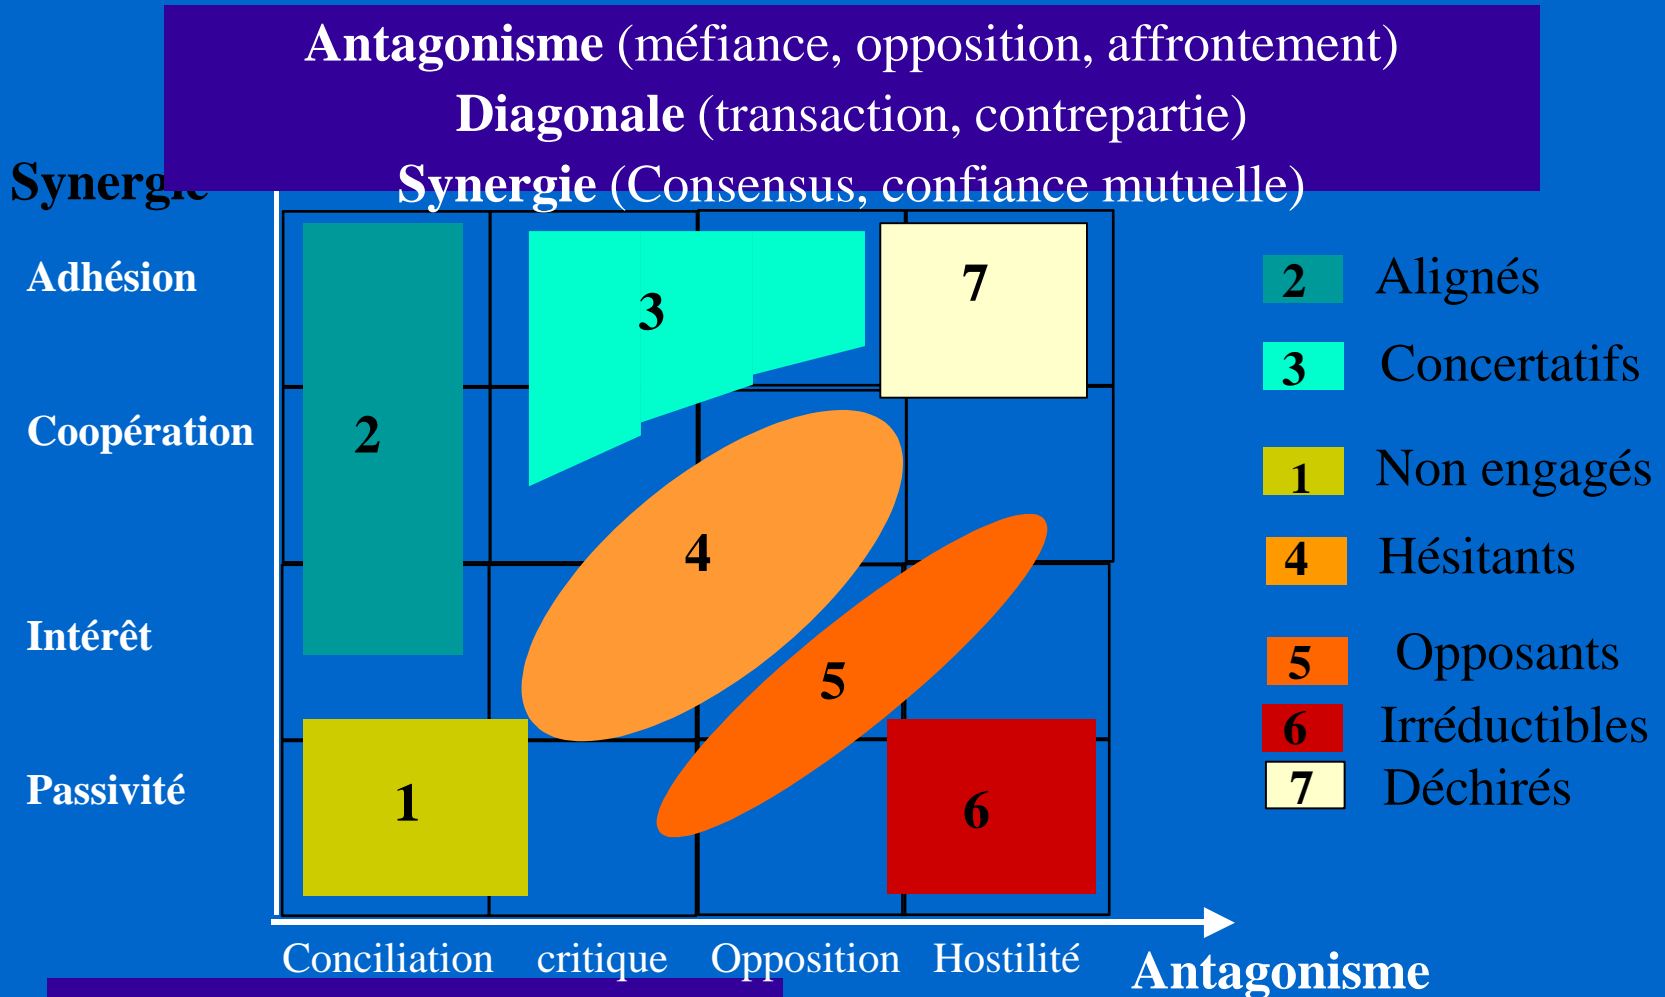 Antagonisme (méfiance, opposition, affrontement)
Diagonale (transaction, contrepartie)
Synergie (Consensus, confiance mutuelle)
Synergie
Adhésion
Coopération
Intérêt
Passivité
2
3
7
4
5
1
6
2 Alignés
3 Concertatifs
1 Non engagés
4 Hésitants
5 Opposants
6 Irréductibles
7 Déchirés
Conciliation critique Opposition Hostilité
Antagonisme